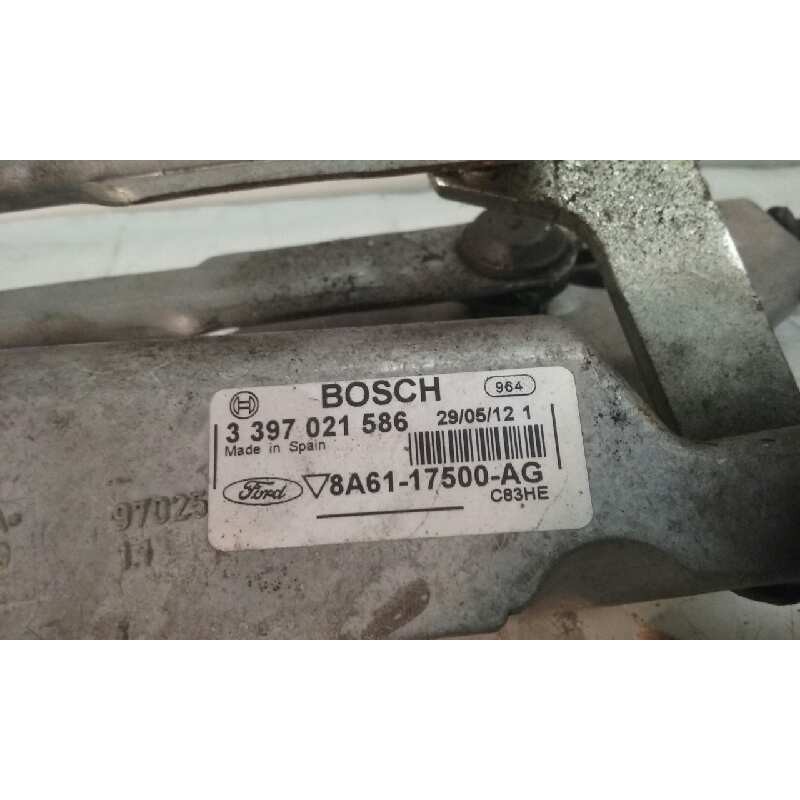 BOSCH
964
3 397 021 586
29/05/12 1
Made in Spain
Ford
8A61-17500-AG
C83HE
97025
11